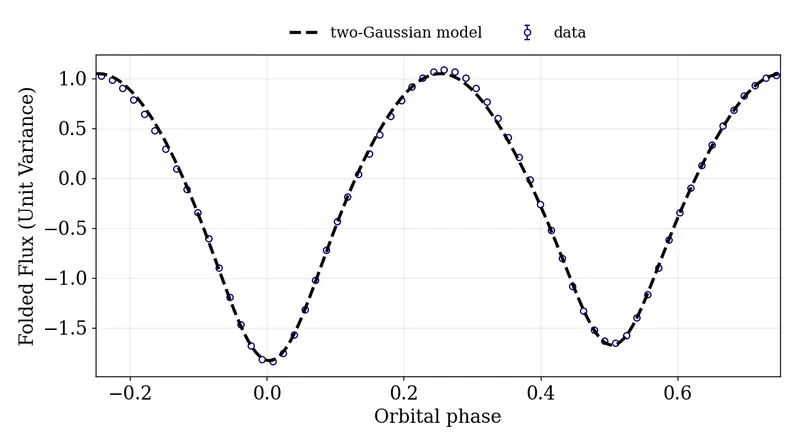 two-Gaussian model
data
Folded Flux (Unit Variance)
1.0
0.5
0.0
−0.5
−1.0
−1.5
−0.2
0.0
0.2
0.4
0.6
Orbital phase